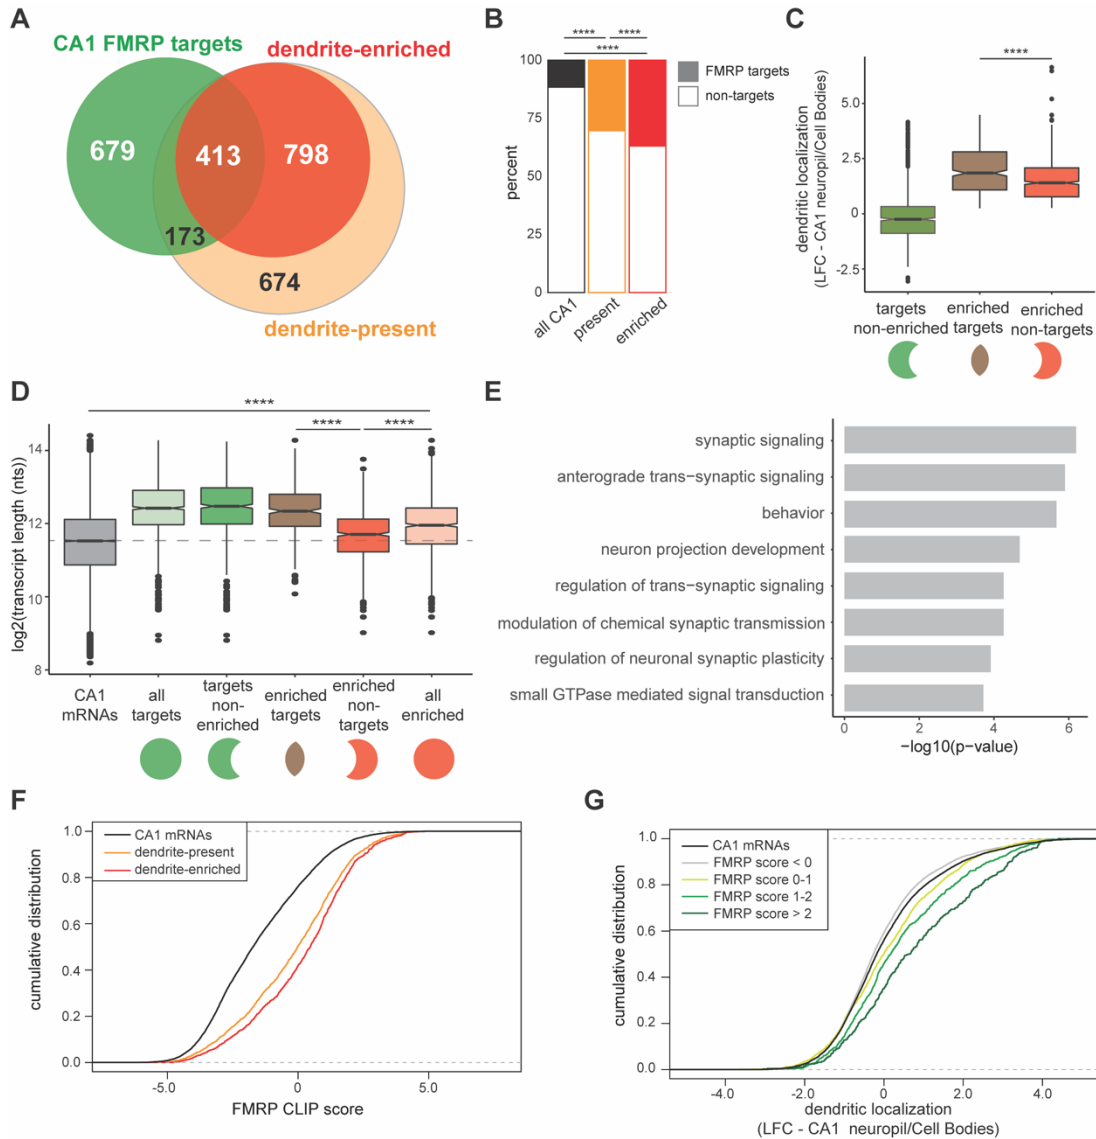 A
CA1 FMRP targets
dendrite-enriched
679
413
798
173
674
dendrite-present
B
****
****
****
FMRP targets
non-targets
percent
100
75
50
25
0
all CA1
present
enriched
C
****
dendritic localization
(LFC - CA1 neuropil/Cell Bodies)
5.0
2.5
0
-2.5
targets
non-enriched
enriched
targets
enriched
non-targets
D
****
****
****
log2(transcript length (nts))
14
12
10
8
CA1
mRNAs
all
targets
targets
non-
enriched
enriched
targets
enriched
non-
targets
all
enriched
E
synaptic signaling
anterograde trans−synaptic signaling
behavior
neuron projection development
regulation of trans−synaptic signaling
modulation of chemical synaptic transmission
regulation of neuronal synaptic plasticity
small GTPase mediated signal transduction
0
2
4
6
−log10(p−value)
F
CA1 mRNAs
dendrite-present
dendrite-enriched
cumulative distribution
1.0
0.8
0.6
0.4
0.2
0.0
-5.0
0
5.0
FMRP CLIP score
G
CA1 mRNAs
FMRP score < 0
FMRP score 0-1
FMRP score 1-2
FMRP score > 2
cumulative distribution
1.0
0.8
0.6
0.4
0.2
0.0
-4.0
-2.0
0
2.0
4.0
dendritic localization
(LFC - CA1 neuropil/Cell Bodies)